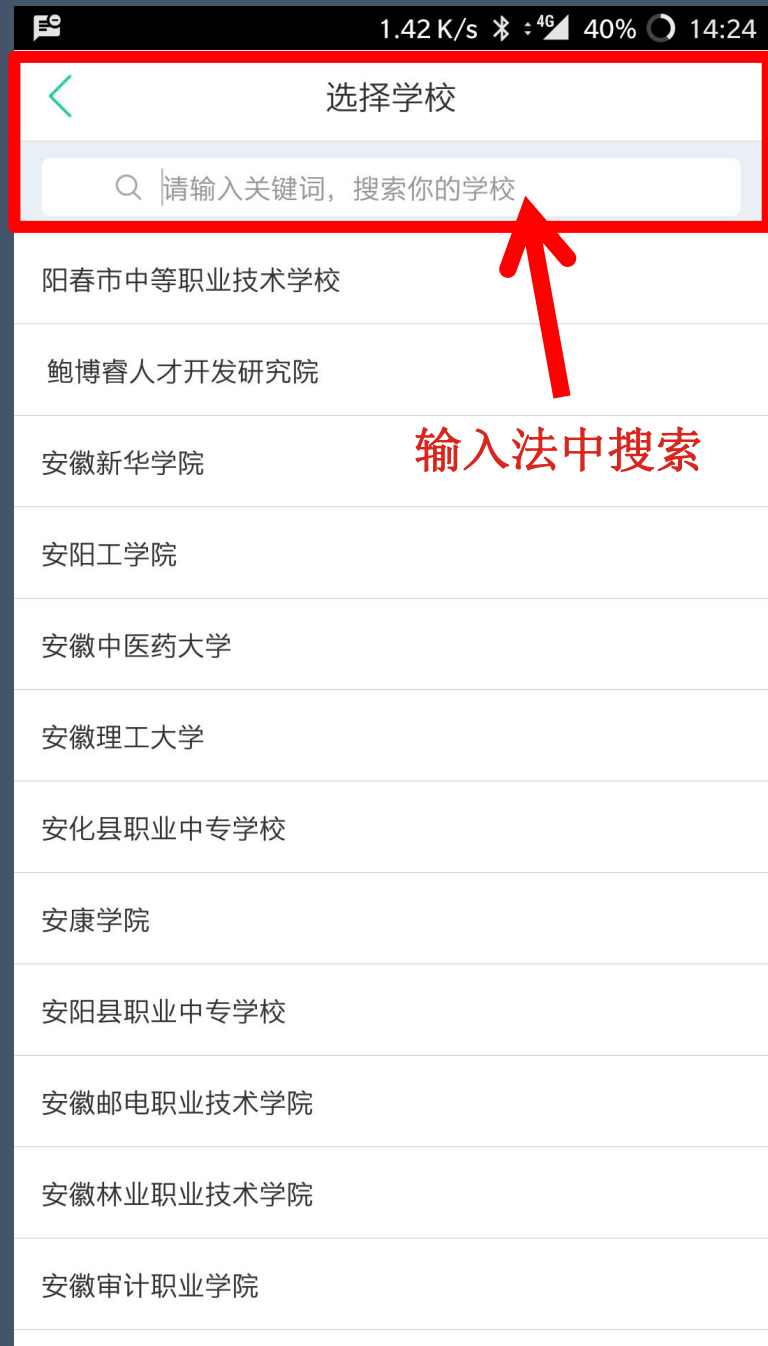 1.42 K/s 4G 40% 14:24
选择学校
请输入关键词，搜索你的学校
阳春市中等职业技术学校
鲍博睿人才开发研究院
输入法中搜索
安徽新华学院
安阳工学院
安徽中医药大学
安徽理工大学
安化县职业中专学校
安康学院
安阳县职业中专学校
安徽邮电职业技术学院
安徽林业职业技术学院
安徽审计职业学院